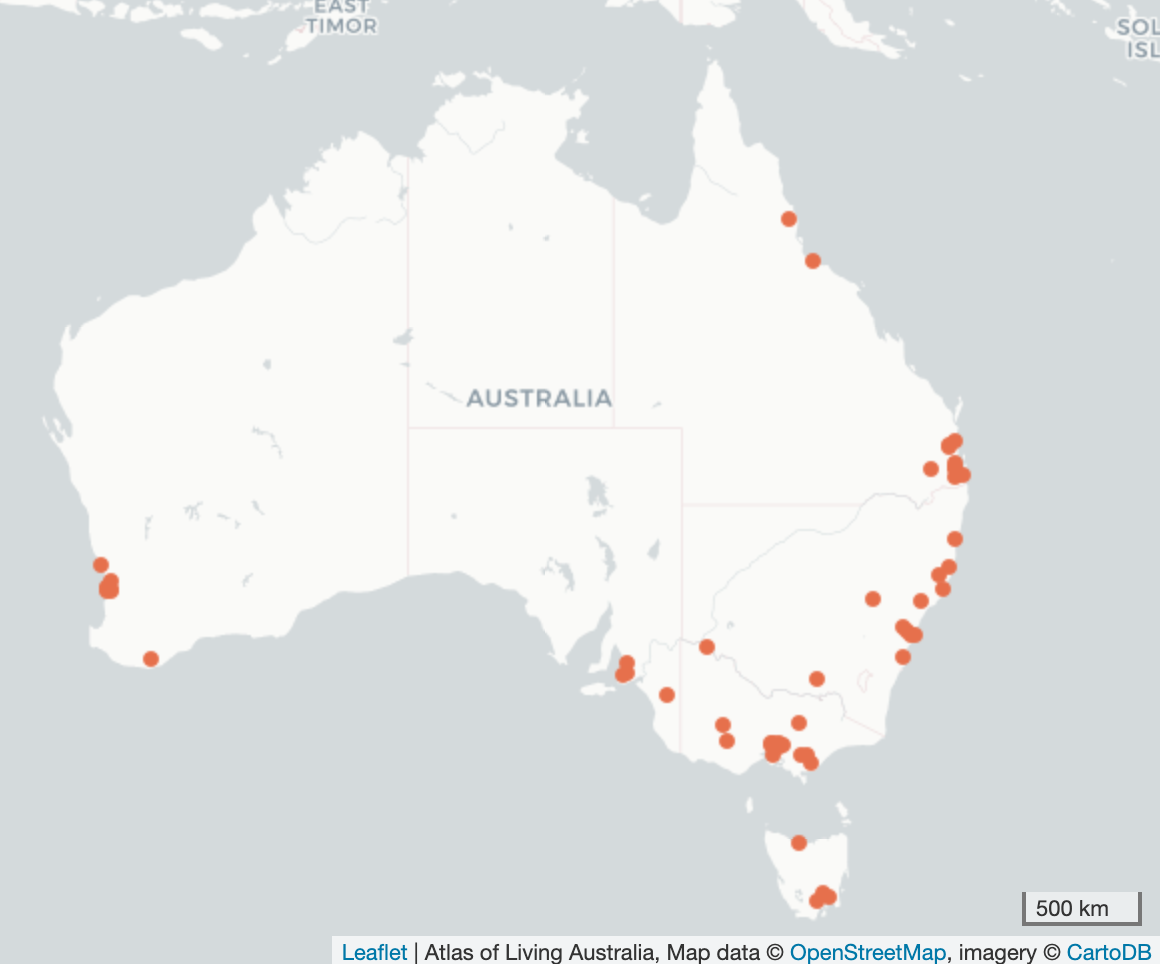 EAST
TIMOR
SOL
ISL
AUSTRALIA
500 km
Leaflet | Atlas of Living Australia, Map data © OpenStreetMap, imagery © CartoDB